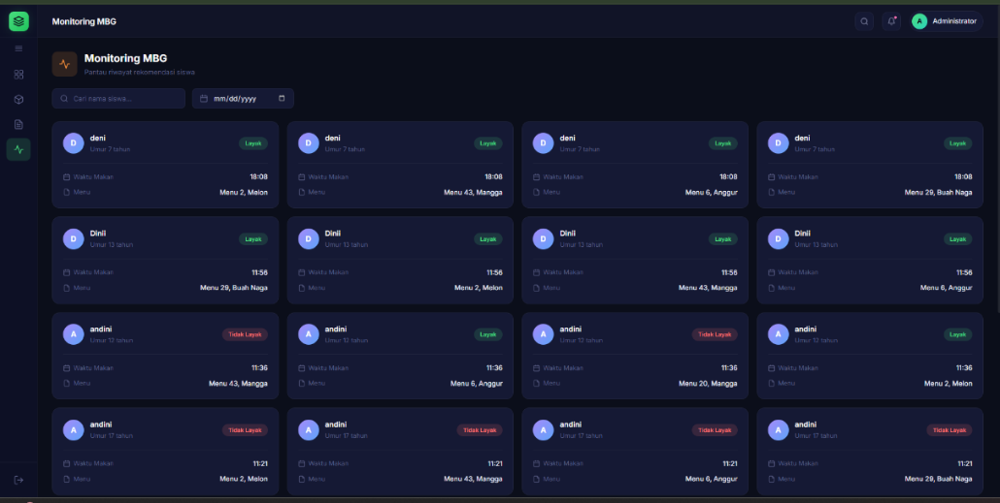 Monitoring MBG
A Administrator
Monitoring MBG
Pantau riwayat rekomendasi siswa
Cari nama siswa...
mm/dd/yyyy
D deni Layak
Umur 7 tahun
Waktu Makan 18:08
Menu Menu 2, Melon
D deni Layak
Umur 7 tahun
Waktu Makan 18:08
Menu Menu 43, Mangga
D deni Layak
Umur 7 tahun
Waktu Makan 18:08
Menu Menu 6, Anggur
D deni Layak
Umur 7 tahun
Waktu Makan 18:08
Menu Menu 29, Buah Naga
D Dinii Layak
Umur 13 tahun
Waktu Makan 11:56
Menu Menu 29, Buah Naga
D Dinii Layak
Umur 13 tahun
Waktu Makan 11:56
Menu Menu 2, Melon
D Dinii Layak
Umur 13 tahun
Waktu Makan 11:56
Menu Menu 43, Mangga
D Dinii Layak
Umur 13 tahun
Waktu Makan 11:56
Menu Menu 6, Anggur
A andini Tidak Layak
Umur 12 tahun
Waktu Makan 11:36
Menu Menu 43, Mangga
A andini Layak
Umur 12 tahun
Waktu Makan 11:36
Menu Menu 6, Anggur
A andini Tidak Layak
Umur 12 tahun
Waktu Makan 11:36
Menu Menu 20, Mangga
A andini Layak
Umur 12 tahun
Waktu Makan 11:36
Menu Menu 2, Melon
A andini Tidak Layak
Umur 17 tahun
Waktu Makan 11:21
Menu Menu 2, Melon
A andini Tidak Layak
Umur 17 tahun
Waktu Makan 11:21
Menu Menu 43, Mangga
A andini Tidak Layak
Umur 17 tahun
Waktu Makan 11:21
Menu Menu 6, Anggur
A andini Tidak Layak
Umur 17 tahun
Waktu Makan 11:21
Menu Menu 29, Buah Naga